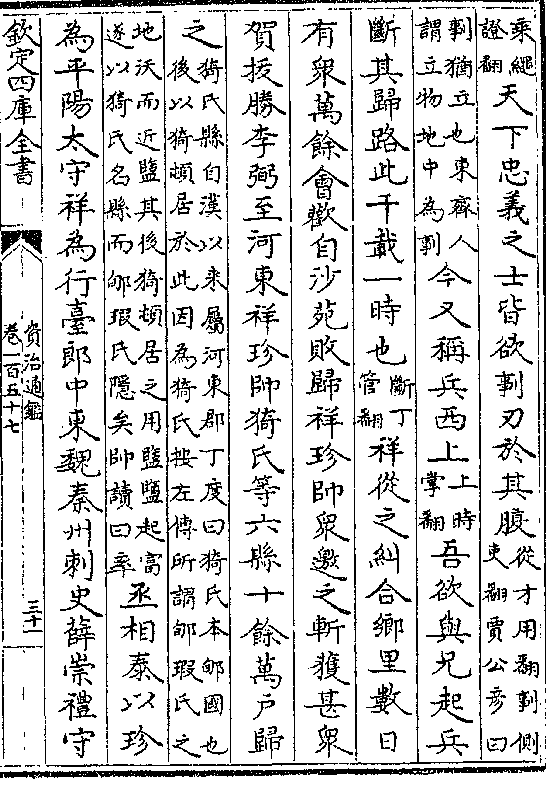 乘繩證翻天下忠義之士皆欲剚刃於其腹從才用翻剚側吏翻賈公彦曰
剚猶立也東齊人謂立物地中為剚今又稱兵西上上時掌翻吾欲與兄起兵
斷其歸路此千載一時也斷丁管翻祥從之糾合鄉里數日
有衆萬餘會歡自沙苑敗歸祥珍帥衆邀之斬獲甚衆
賀拔勝李弼至河東祥珍帥猗氏等六縣十餘萬戸歸
之猗氏縣自漢以來屬河東郡丁度曰猗氏本郇國也後以猗頓居於此因為猗氏按左傳所謂郇瑕氏之
地沃而近鹽其後猗頓居之用鹽鹽起富遂以猗氏名縣而郇瑕氏隱矣帥讀曰率丞相泰以珍
為平陽太守祥為行臺郎中東魏秦州刺史薛崇禮守
欽定四庫全書
資治通鑑
卷一百五十七
三十一